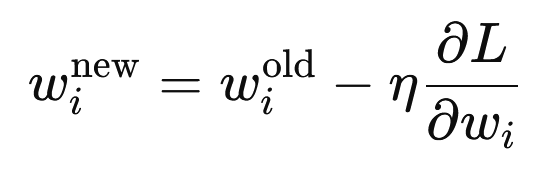 w_i^{new} = w_i^{old} − η ∂L/∂w_i